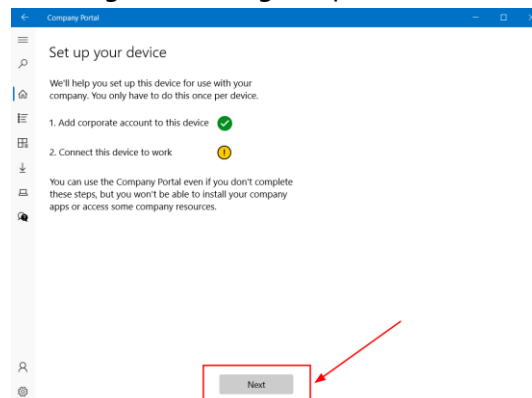 Company Portal
Set up your device
We'll help you set up this device for use with your
company. You only have to do this once per device.
1. Add corporate account to this device
2. Connect this device to work
You can use the Company Portal even if you don't complete
these steps, but you won't be able to install your company
apps or access some company resources.
Next